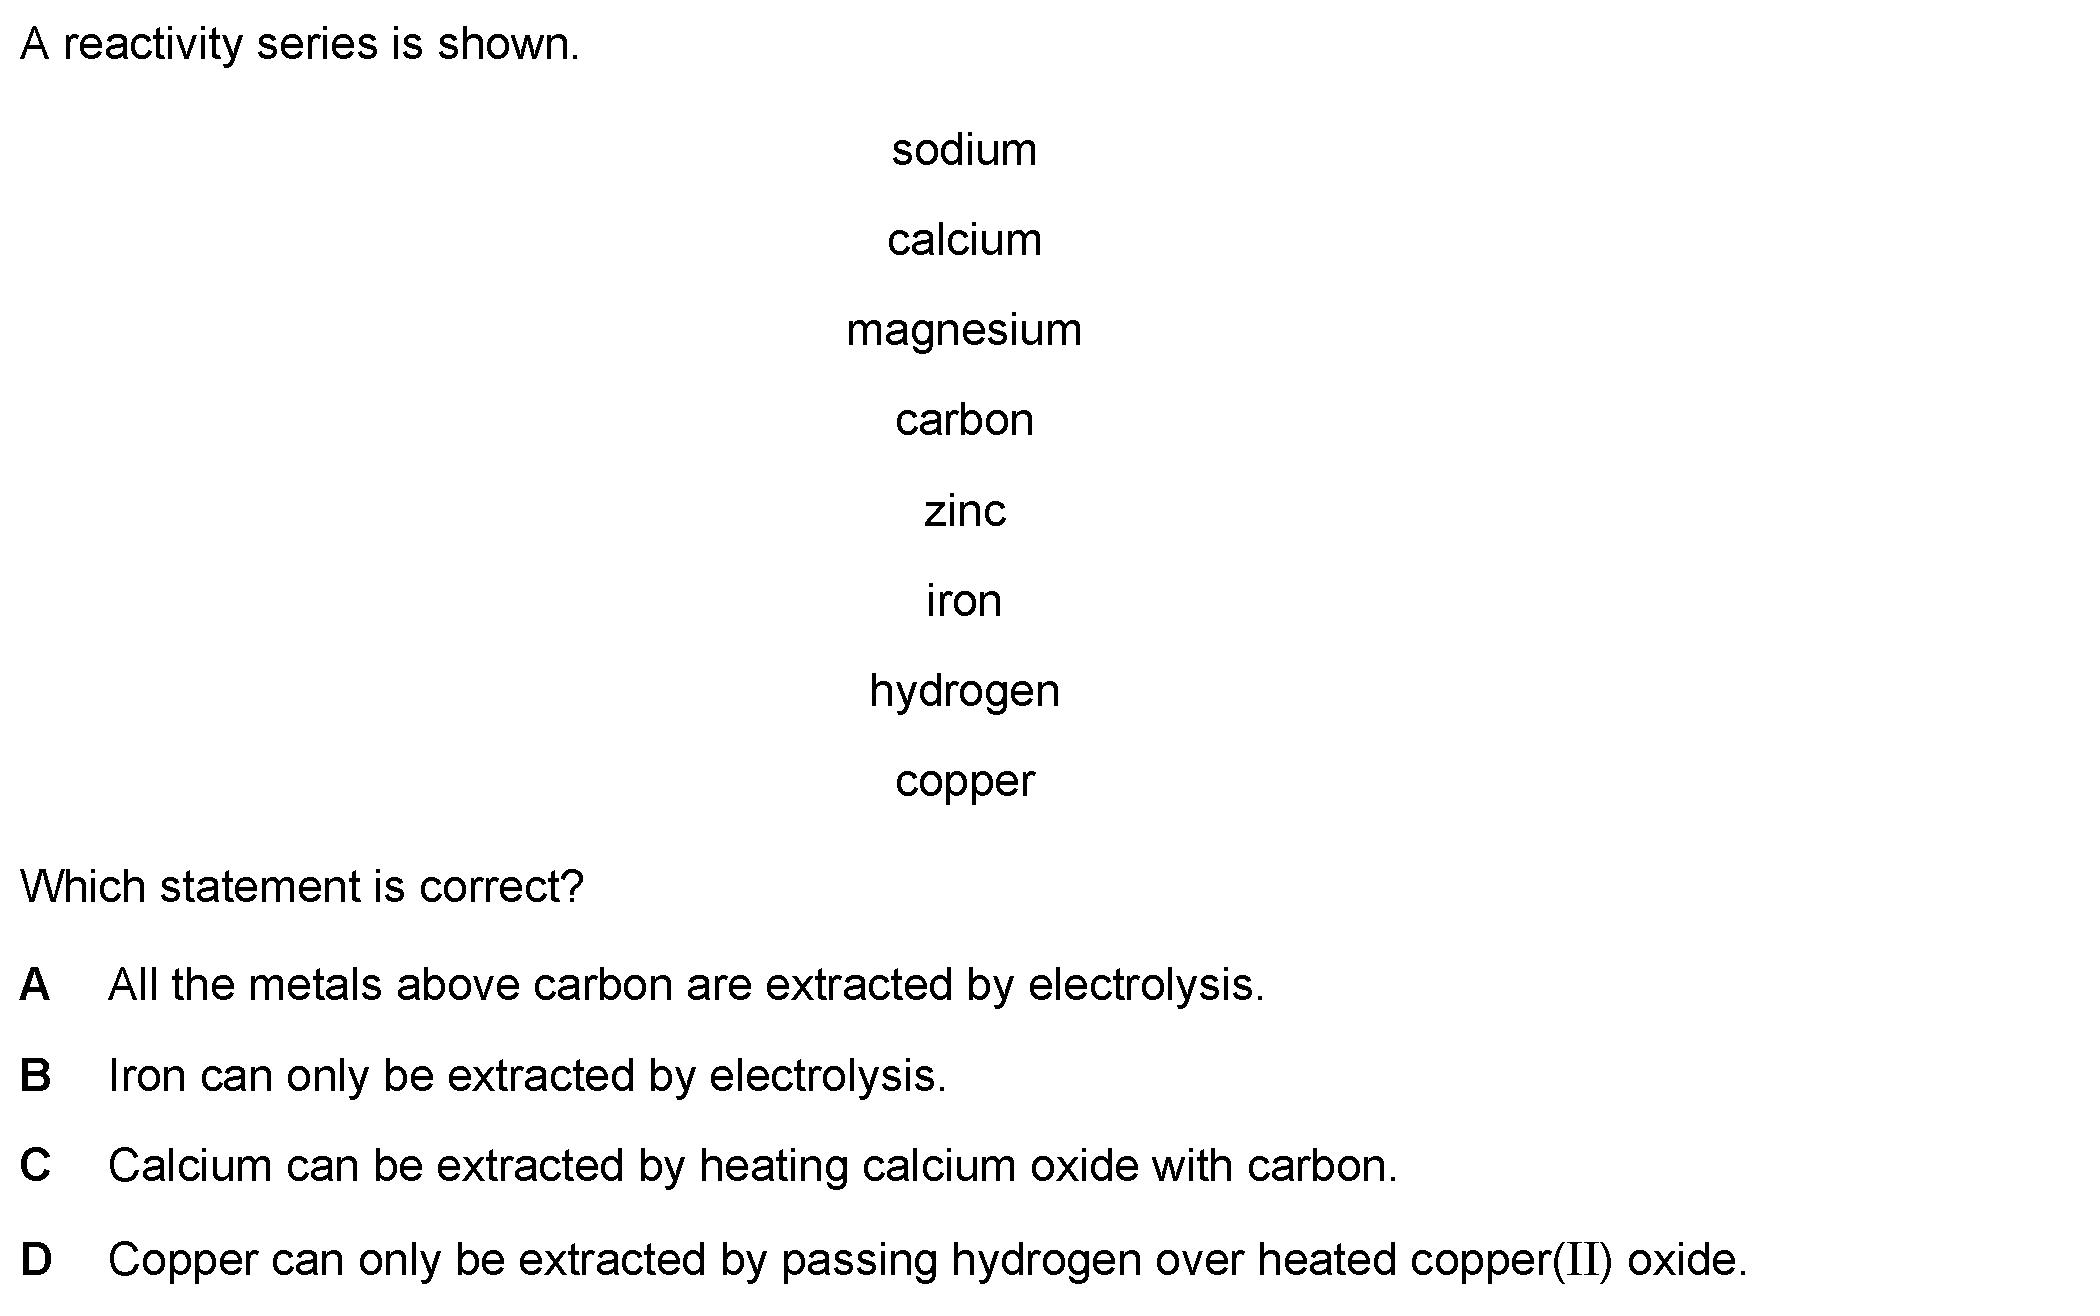 A reactivity series is shown.
sodium
calcium
magnesium
carbon
zinc
iron
hydrogen
copper
Which statement is correct?
A All the metals above carbon are extracted by electrolysis.
B Iron can only be extracted by electrolysis.
C Calcium can be extracted by heating calcium oxide with carbon.
D Copper can only be extracted by passing hydrogen over heated copper(II) oxide.